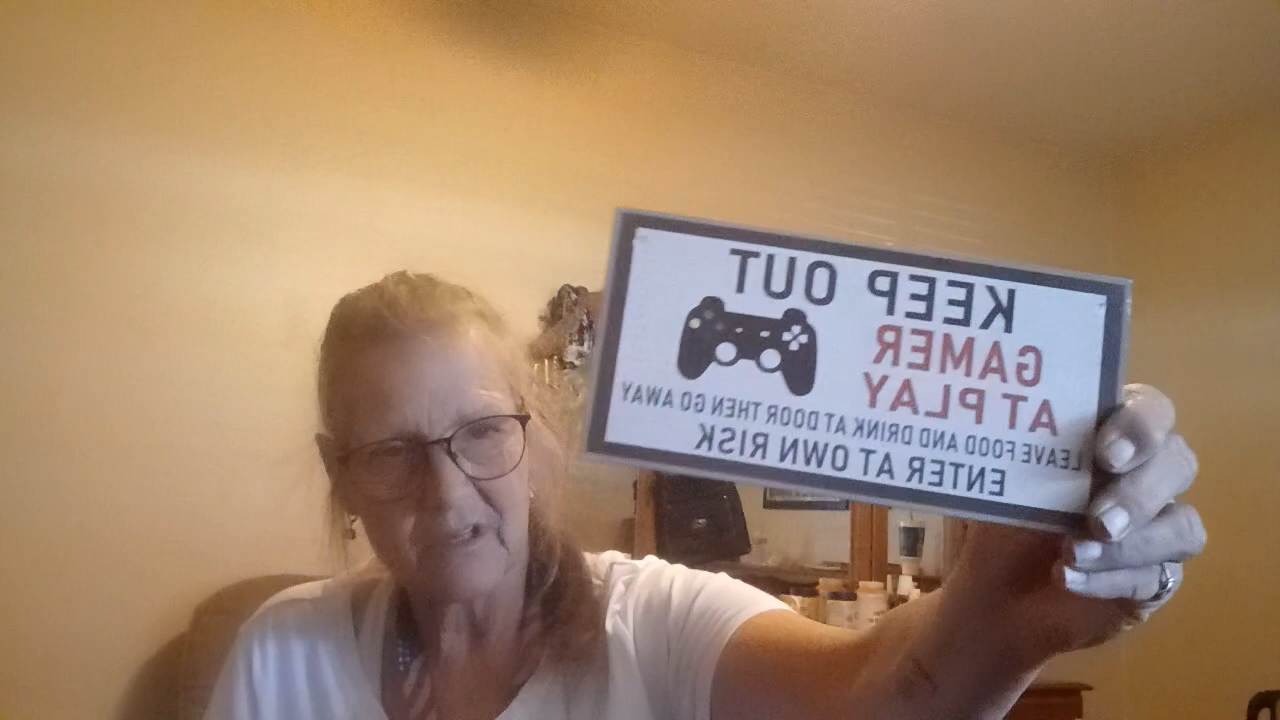 KEEP OUT
GAMER
AT PLAY
LEAVE FOOD AND DRINK AT DOOR THEN GO AWAY
ENTER AT OWN RISK